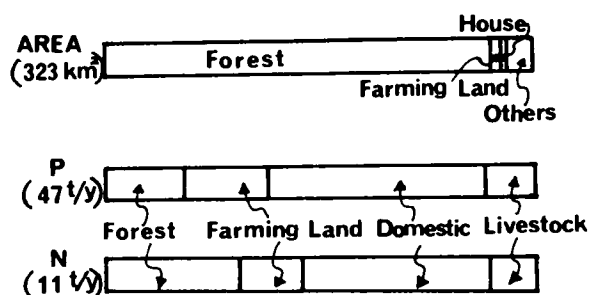 House
AREA
(323 km²)
Forest
Farming Land
Others
P
(47 t/y)
Forest Farming Land Domestic Livestock
N
(11 t/y)